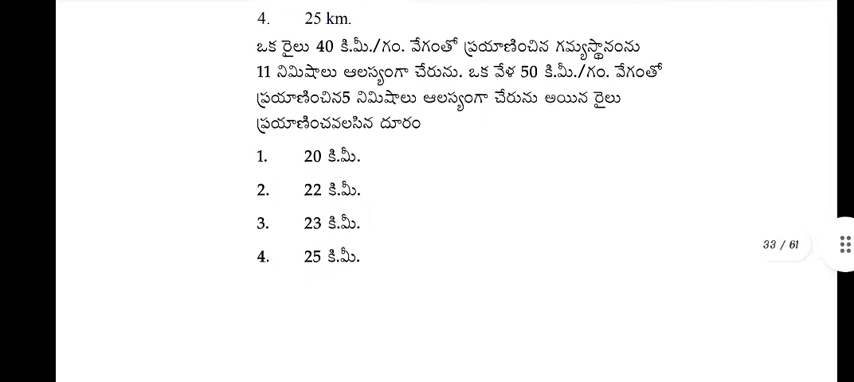 4. 25 km.
ఒక రైలు 40 కి.మీ./గం. వేగంతో ప్రయాణించిన గమ్యస్థానంను
11 నిమిషాలు ఆలస్యంగా చేరును. ఒక వేళ 50 కి.మీ./గం. వేగంతో
ప్రయాణించిన5 నిమిషాలు ఆలస్యంగా చేరును అయిన రైలు
ప్రయాణించవలసిన దూరం
1. 20 కి.మీ.
2. 22 కి.మీ.
3. 23 కి.మీ.
4. 25 కి.మీ.
33 / 61